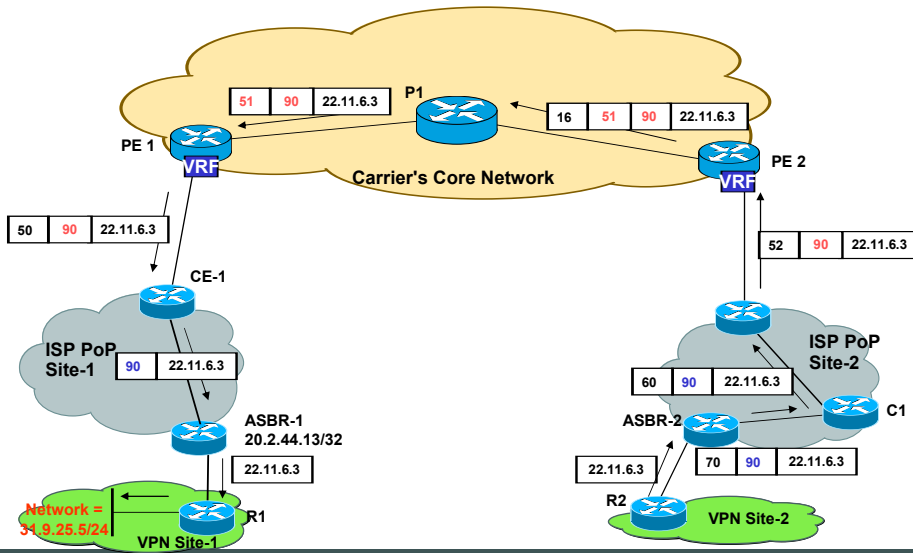 P1
51 90 22.11.6.3
16 51 90 22.11.6.3
PE 1
VRF
PE 2
VRF
Carrier's Core Network
50 90 22.11.6.3
52 90 22.11.6.3
CE-1
ISP PoP
Site-1
90 22.11.6.3
ISP PoP
Site-2
60 90 22.11.6.3
C1
ASBR-1
20.2.44.13/32
ASBR-2
22.11.6.3
22.11.6.3
70 90 22.11.6.3
Network =
31.9.25.5/24
R1
VPN Site-1
R2
VPN Site-2